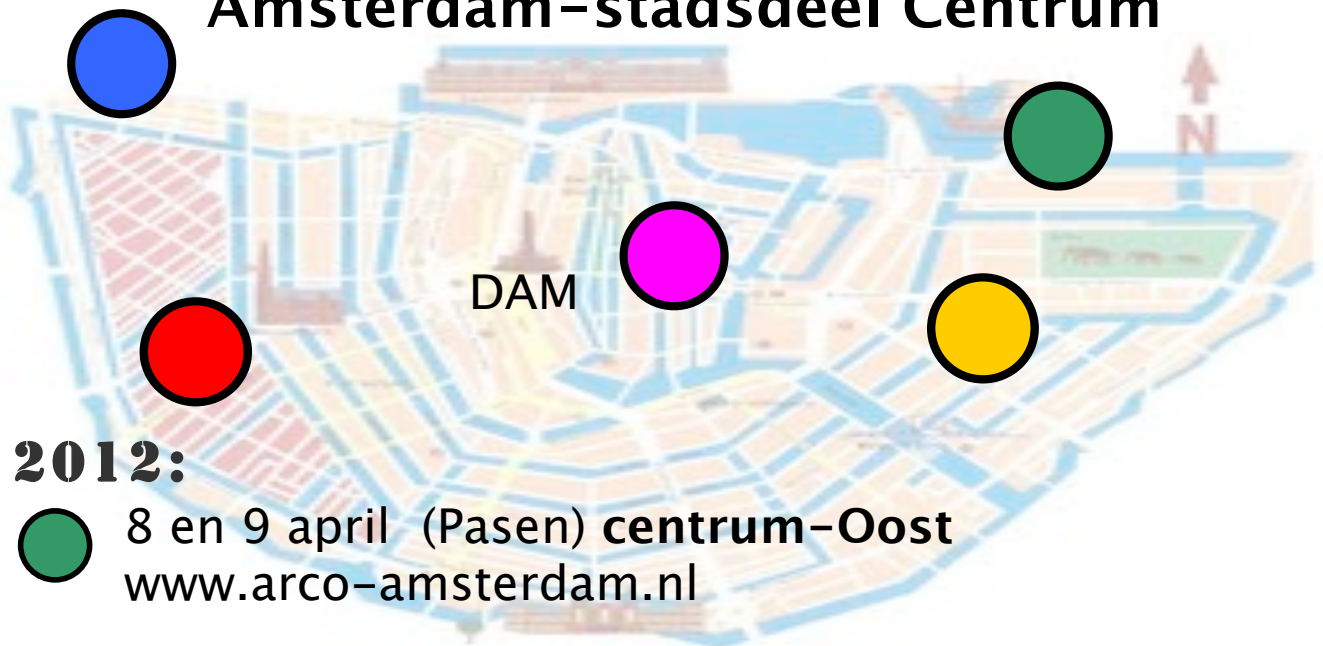 Amsterdam-stadsdeel Centrum
N
DAM
2012:
8 en 9 april (Pasen) centrum-Oost
www.arco-amsterdam.nl